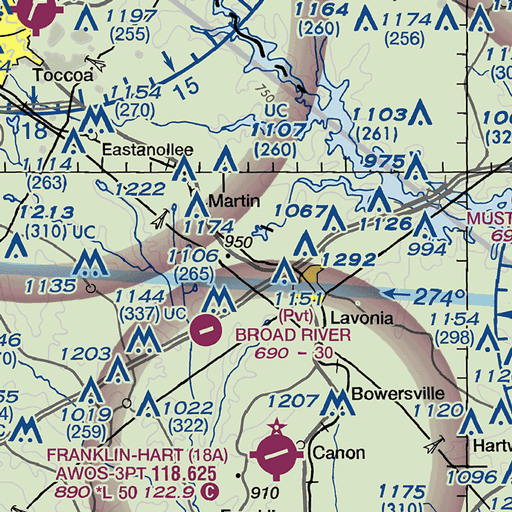 1197
(255)
1164
(260)
1174
(256)
Toccoa
15
1154
(270)
750
UC
1107
(260)
1103
(261)
18
Eastanollee
1114
(263)
975
1222
Martin
1213
(310) UC
1174
950
1067
1126
994
MUST
1106
(265)
1292
1135
1144
(337) UC
1151
(Pvt)
274°
Lavonia
1154
(298)
BROAD RIVER
690 - 30
1203
1019
(259)
1022
(322)
1207
Bowersville
1120
Hartw
FRANKLIN-HART (18A)
AWOS-3PT 118.625
890 *L 50 122.9 C
Canon
910
1175
(310)
1096